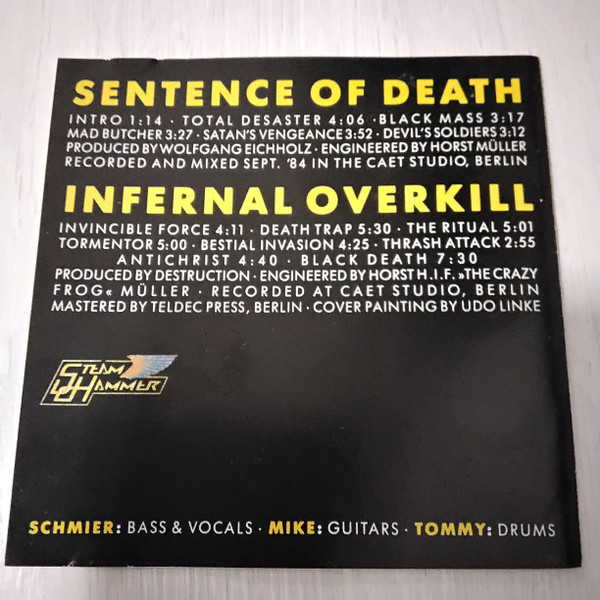 SENTENCE OF DEATH
INTRO 1:14 · TOTAL DESASTER 4:06 · BLACK MASS 3:17
MAD BUTCHER 3:27 · SATAN'S VENGEANCE 3:52 · DEVIL'S SOLDIERS 3:12
PRODUCED BY WOLFGANG EICHHOLZ · ENGINEERED BY HORST MÜLLER
RECORDED AND MIXED SEPT. '84 IN THE CAET STUDIO, BERLIN
INFERNAL OVERKILL
INVINCIBLE FORCE 4:11 · DEATH TRAP 5:30 · THE RITUAL 5:01
TORMENTOR 5:00 · BESTIAL INVASION 4:25 · THRASH ATTACK 2:55
ANTICHRIST 4:40 · BLACK DEATH 7:30
PRODUCED BY DESTRUCTION · ENGINEERED BY HORST H.I.F. »THE CRAZY
FROG« MÜLLER · RECORDED AT CAET STUDIO, BERLIN
MASTERED BY TELDEC PRESS, BERLIN · COVER PAINTING BY UDO LINKE
STEAM
HAMMER
SCHMIER: BASS & VOCALS · MIKE: GUITARS · TOMMY: DRUMS